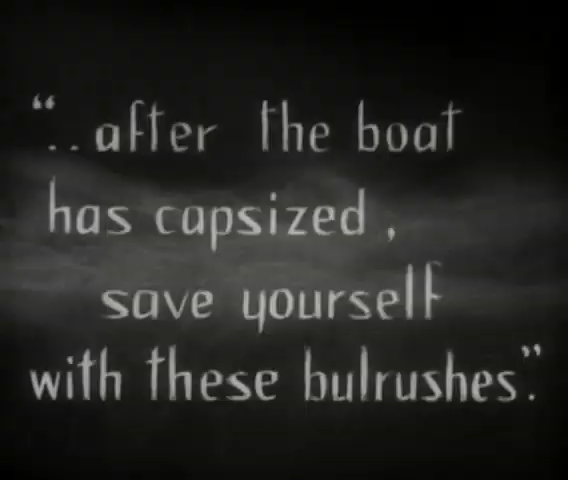 “..after the boat
has capsized,
save yourself
with these bulrushes.”